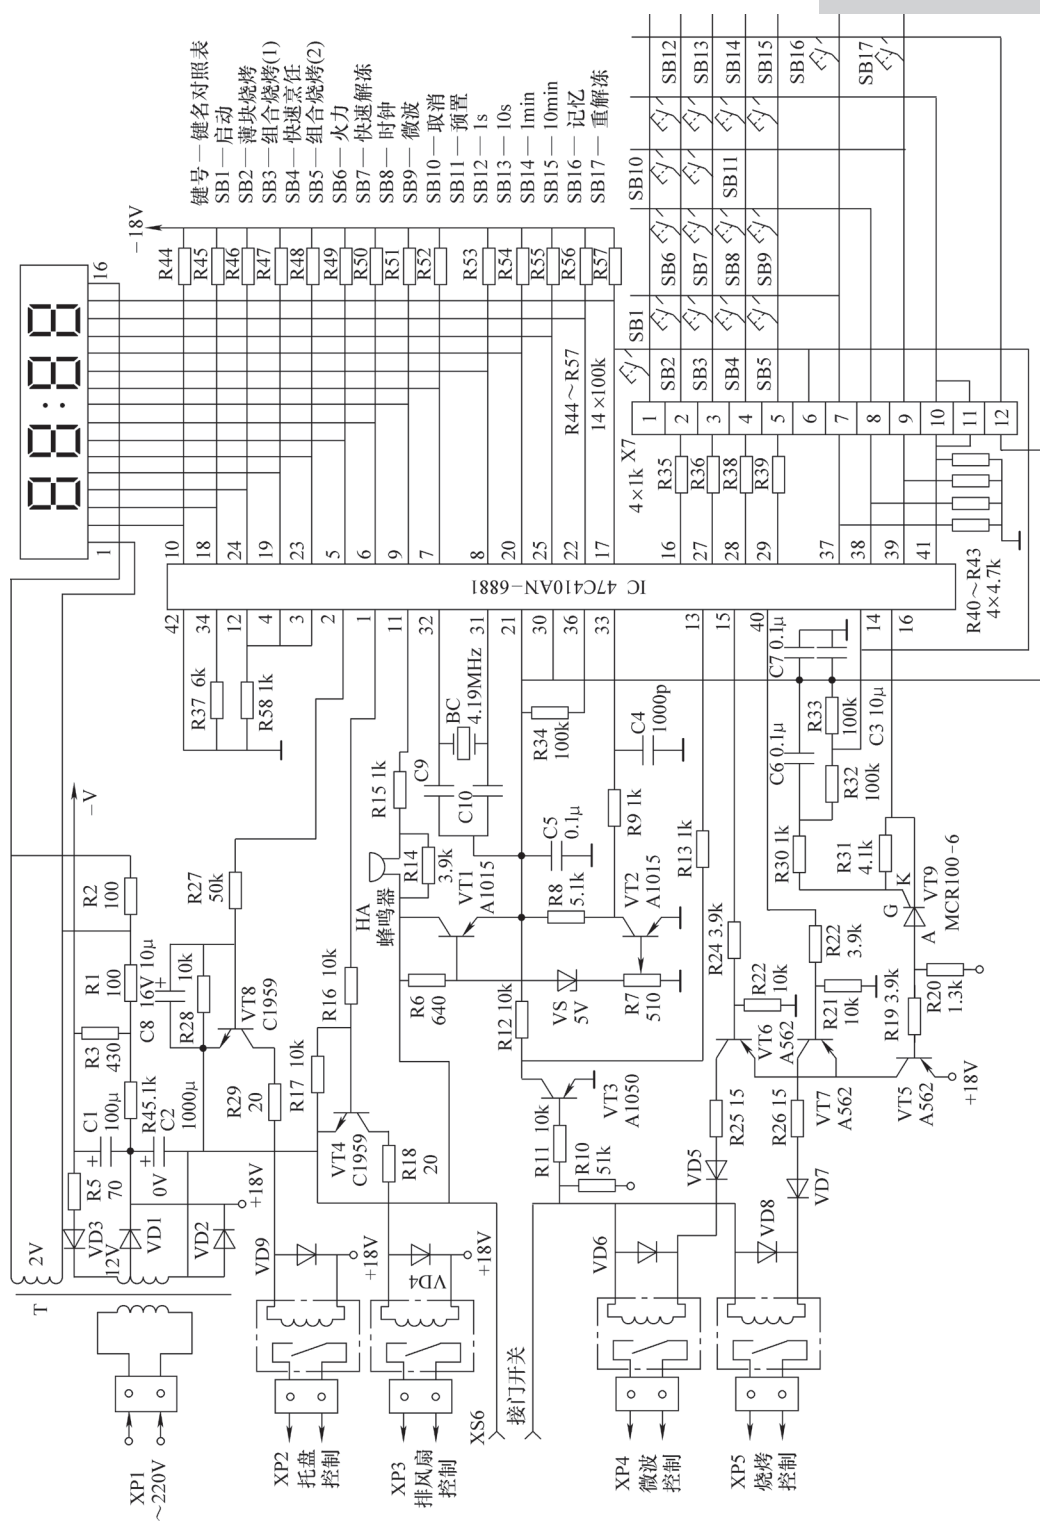 键号—键名对照表
SB1—启动
SB2—薄块烧烤
SB3—组合烧烤(1)
SB4—快速烹饪
SB5—组合烧烤(2)
SB6—火力
SB7—快速解冻
SB8—时钟
SB9—微波
SB10—取消
SB11—预置
SB12—1s
SB13—10s
SB14—1min
SB15—10min
SB16—记忆
SB17—重解冻
16
1
−18V
R44
R45
R46
R47
R48
R49
R50
R51
R52
R53
R54
R55
R56
R57
R44～R57
14×100k
SB12
SB13
SB14
SB15
SB16
SB17
SB10
SB11
SB6
SB7
SB8
SB9
SB1
SB2
SB3
SB4
SB5
X7
1
2
3
4
5
6
7
8
9
10
11
12
4×1k
R35
R36
R38
R39
R40～R43
4×4.7k
10
18
24
19
23
5
6
9
7
8
20
25
22
17
16
27
28
29
37
38
39
41
IC 47C410AN-6881
42
34
12
4
3
2
1
11
32
31
21
30
36
33
13
15
40
14
16
R37 6k
R58 1k
−V
R15 1k
C9
C10
BC
4.19MHz
R34
100k
C4
1000p
R9 1k
R13 1k
C5
0.1μ
C7 0.1μ
C6 0.1μ
R33
100k
C3 10μ
R32
100k
R30 1k
R31
4.1k
R2
100
R1
100
R3
430
R27
50k
C8
16V 10μ
R28
10k
VT8
C1959
R29
20
C1
100μ
R4 5.1k
C2
1000μ
R5
70
0V
+18V
VD3
VD1
VD2
12V
2V
T
XP1
～220V
HA
蜂鸣器
R14
3.9k
VT1
A1015
R8
5.1k
VT2
A1015
R6
640
VS
5V
R7
510
R16 10k
R17 10k
VT4
C1959
R18
20
R12 10k
VT3
A1050
R11 10k
R10
51k
R24 3.9k
R22
10k
VT6
A562
R22
3.9k
R21
10k
VT7
A562
R19 3.9k
R20
1.3k
VT5
A562
+18V
G
K
A
VT9
MCR100-6
R25 15
R26 15
VD5
VD7
VD6
VD8
VD9
+18V
VD4
+18V
XP2
托盘
控制
XP3
排风扇
控制
XS6
接门开关
XP4
微波
控制
XP5
烧烤
控制